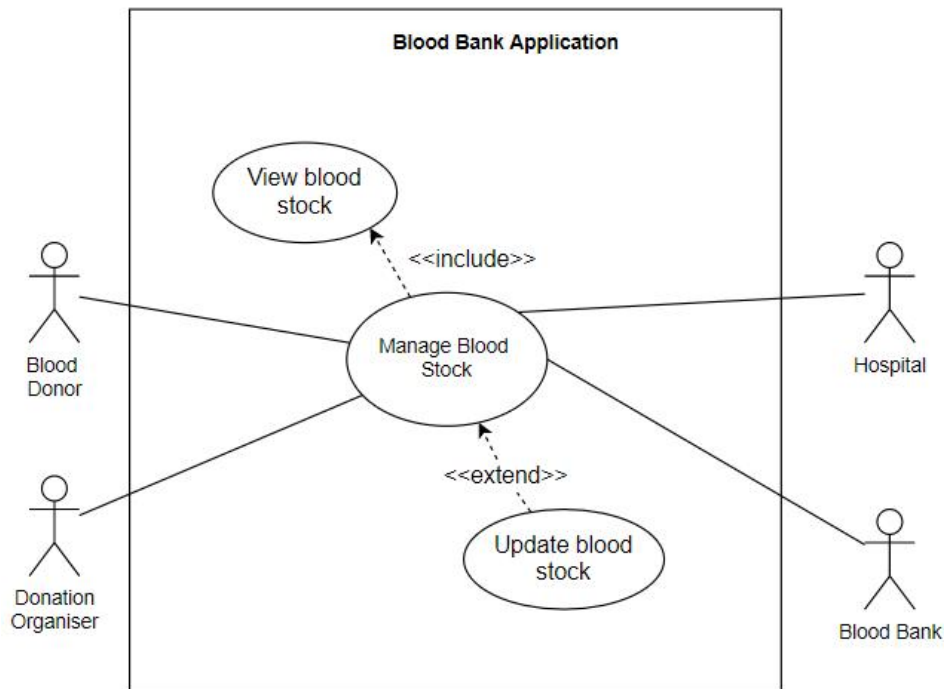 Blood Bank Application
View blood
stock
<<include>>
Manage Blood
Stock
Blood
Donor
Hospital
<<extend>>
Update blood
stock
Donation
Organiser
Blood Bank